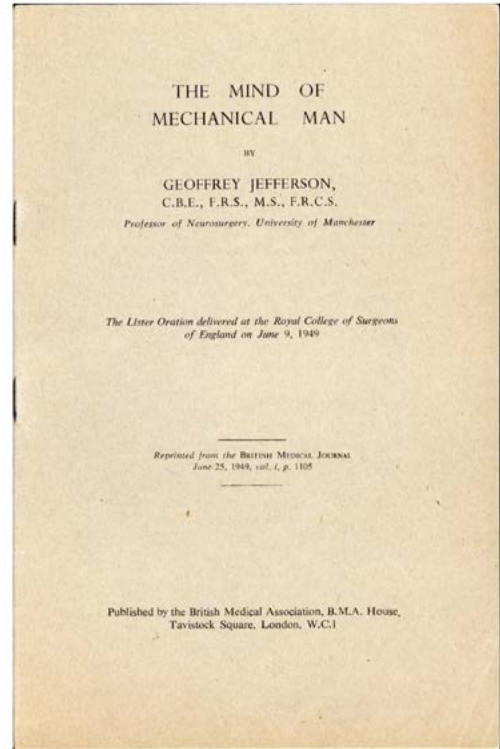 THE MIND OF
MECHANICAL MAN
BY
GEOFFREY JEFFERSON,
C.B.E., F.R.S., M.S., F.R.C.S.
Professor of Neurosurgery, University of Manchester
The Lister Oration delivered at the Royal College of Surgeons
of England on June 9, 1949
Reprinted from the BRITISH MEDICAL JOURNAL
June 25, 1949, vol. i, p. 1105
Published by the British Medical Association, B.M.A. House,
Tavistock Square, London, W.C.1